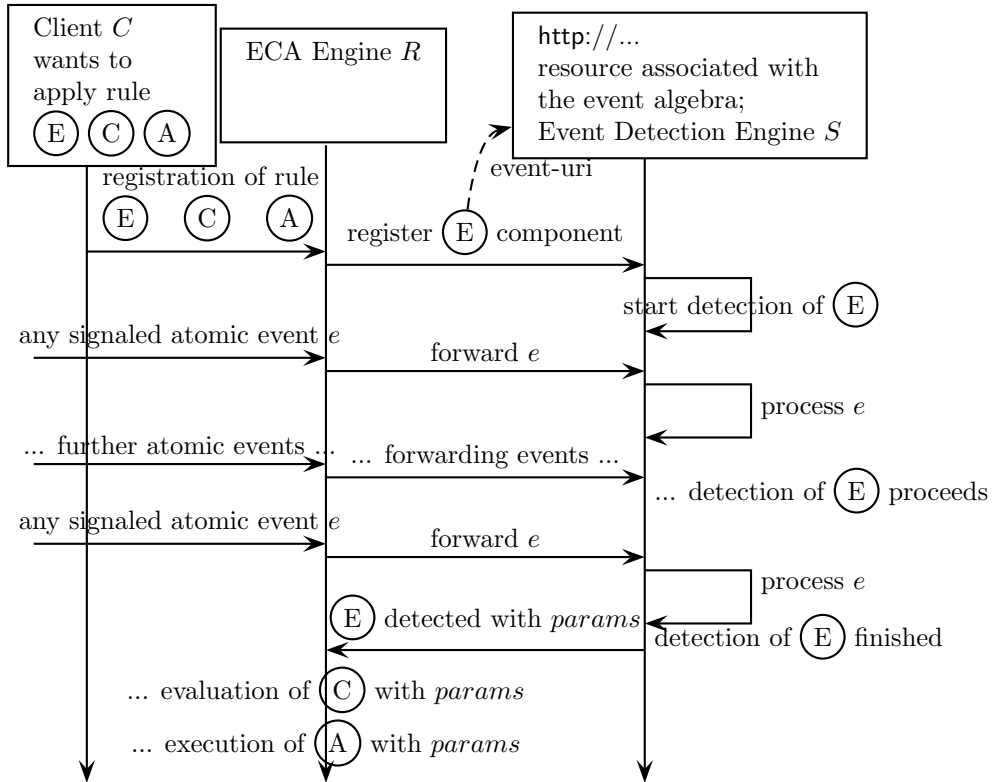 Client C
wants to
apply rule
E C A
ECA Engine R
http://...
resource associated with
the event algebra;
Event Detection Engine S
event-uri
registration of rule
E C A
register E component
start detection of E
any signaled atomic event e
forward e
process e
... further atomic events ...
... forwarding events ...
... detection of E proceeds
any signaled atomic event e
forward e
process e
E detected with params
detection of E finished
... evaluation of C with params
... execution of A with params